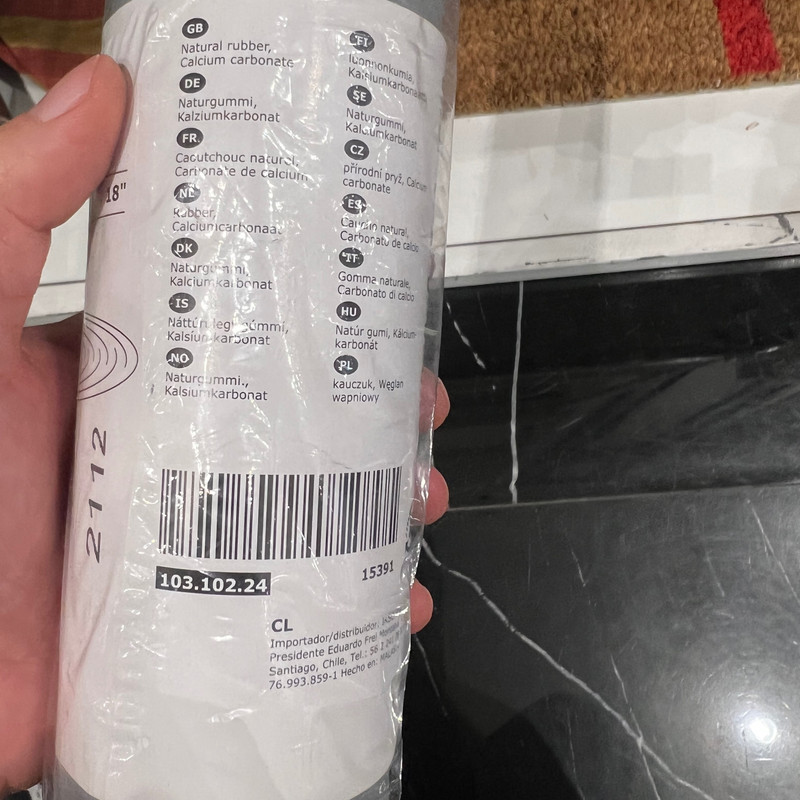 GB
Natural rubber,
Calcium carbonate
DE
Naturgummi,
Kalziumkarbonat
FR
Caoutchouc naturel,
Carbonate de calcium
NL
Rubber,
Calciumcarbonaat
DK
Naturgummi,
Kalciumkarbonat
IS
Náttúrulegt gúmmí,
Kalsíumkarbonat
NO
Naturgummi.,
Kalsiumkarbonat
FI
luonnonkumia,
Kalsiumkarbonaattia
SE
Naturgummi,
Kalciumkarbonat
CZ
přírodní pryž, Calcium
carbonate
ES
Caucho natural,
Carbonato de calcio
IT
Gomma naturale,
Carbonato di calcio
HU
Natúr gumi, Kálcium-
karbonát
PL
kauczuk, Węglan
wapniowy
18"
2112
103.102.24
15391
CL
Importador/distribuidor:
Presidente Eduardo Frei
Santiago, Chile, Tel.: 56
76.993.859-1 Hecho en: